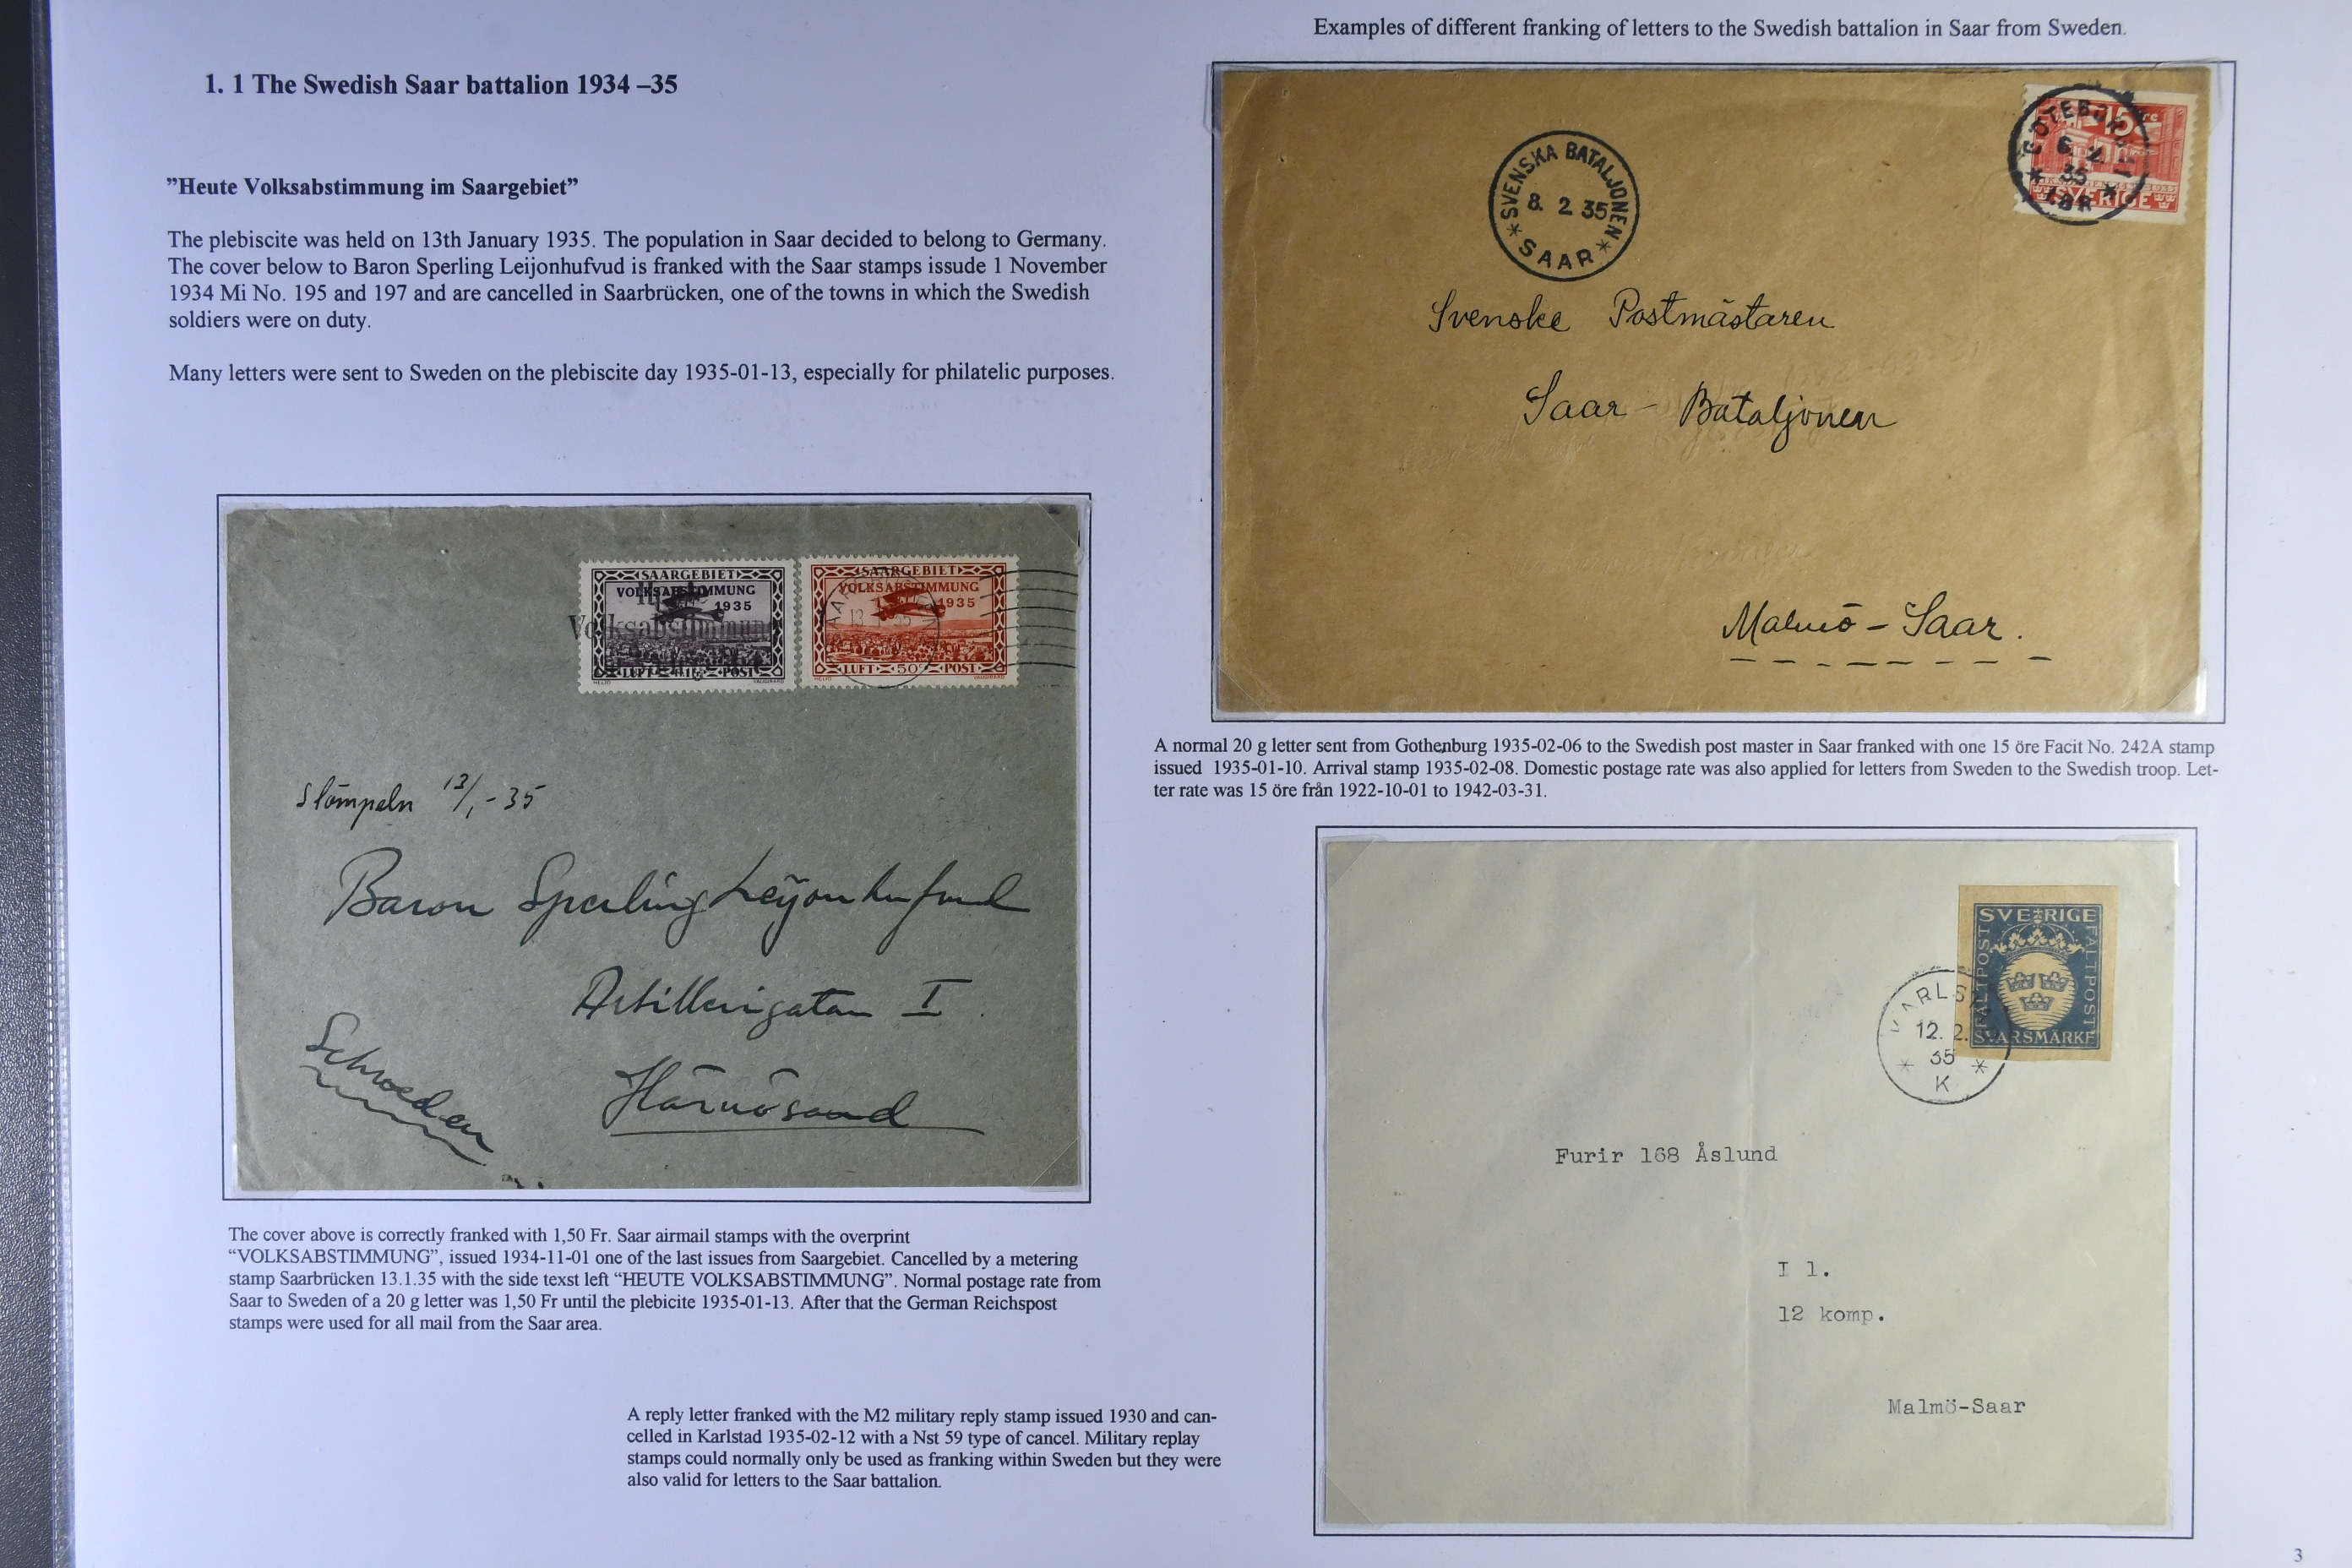 1. 1 The Swedish Saar battalion 1934 –35
”Heute Volksabstimmung im Saargebiet”
The plebiscite was held on 13th January 1935. The population in Saar decided to belong to Germany.
The cover below to Baron Sperling Leijonhufvud is franked with the Saar stamps issude 1 November
1934 Mi No. 195 and 197 and are cancelled in Saarbrücken, one of the towns in which the Swedish
soldiers were on duty.
Many letters were sent to Sweden on the plebiscite day 1935-01-13, especially for philatelic purposes.
SAARGEBIET
VOLKSABSTIMMUNG
1935
LUFT POST
HELIO VAUGIRARD
Heute
Volksabstimmung
SAARGEBIET
VOLKSABSTIMMUNG
1935
LUFT 50c POST
HELIO VAUGIRARD
Stämpeln 13/1-35
Baron Sperling Leijonhufvud
Artillerigatan I
Härnösand
Schweden
The cover above is correctly franked with 1,50 Fr. Saar airmail stamps with the overprint
“VOLKSABSTIMMUNG”, issued 1934-11-01 one of the last issues from Saargebiet. Cancelled by a metering
stamp Saarbrücken 13.1.35 with the side texst left “HEUTE VOLKSABSTIMMUNG”. Normal postage rate from
Saar to Sweden of a 20 g letter was 1,50 Fr until the plebicite 1935-01-13. After that the German Reichspost
stamps were used for all mail from the Saar area.
A reply letter franked with the M2 military reply stamp issued 1930 and can-
celled in Karlstad 1935-02-12 with a Nst 59 type of cancel. Military replay
stamps could normally only be used as franking within Sweden but they were
also valid for letters to the Saar battalion.
Examples of different franking of letters to the Swedish battalion in Saar from Sweden.
SVENSKA BATALJONEN
8. 2 35
* SAAR *
GÖTEBORG 1
6. 2.
35
LBR
15
SVERIGE
Svenske Postmästaren
Saar - Bataljonen
Malmö - Saar.
A normal 20 g letter sent from Gothenburg 1935-02-06 to the Swedish post master in Saar franked with one 15 öre Facit No. 242A stamp
issued 1935-01-10. Arrival stamp 1935-02-08. Domestic postage rate was also applied for letters from Sweden to the Swedish troop. Let-
ter rate was 15 öre från 1922-10-01 to 1942-03-31.
SVERIGE
FÄLTPOST
FÄLTPOST
SVARSMÄRKE
12. 2.
35
* K *
Furir 168 Åslund
I 1.
12 komp.
Malmö-Saar
3